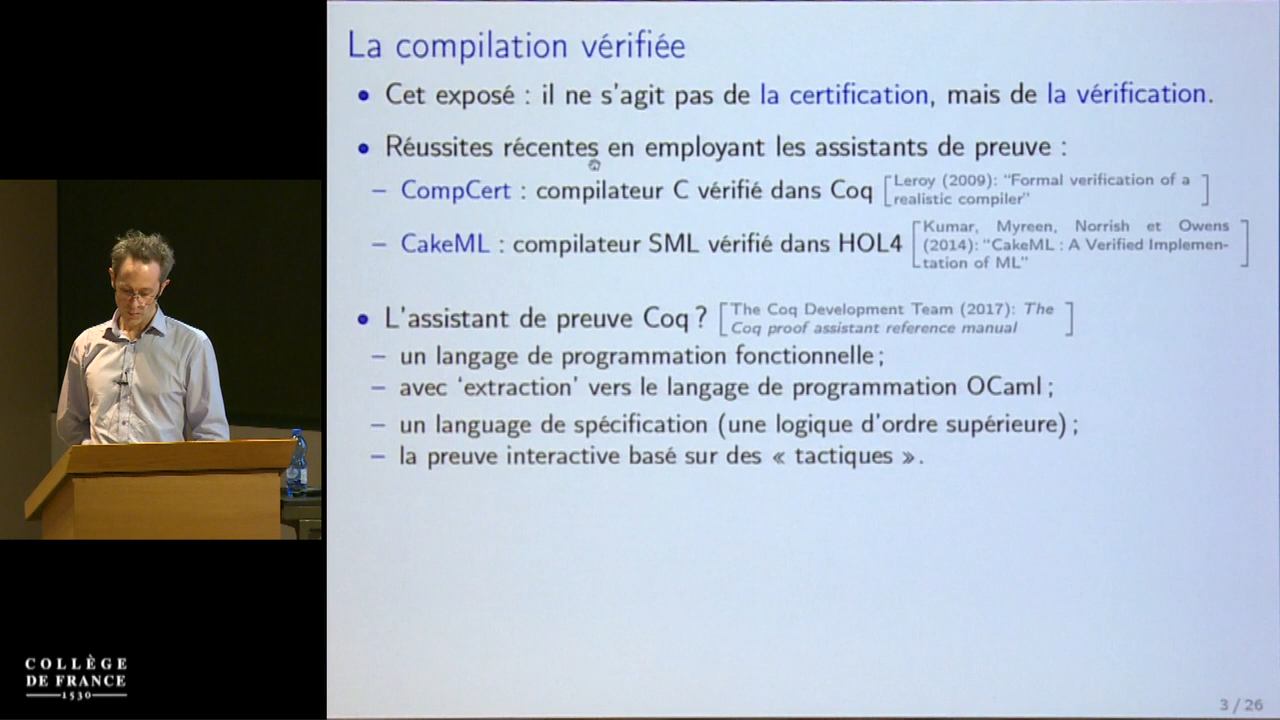 La compilation vérifiée
• Cet exposé : il ne s'agit pas de la certification, mais de la vérification.
• Réussites récentes en employant les assistants de preuve :
– CompCert : compilateur C vérifié dans Coq [Leroy (2009): "Formal verification of a
realistic compiler"]
– CakeML : compilateur SML vérifié dans HOL4 [Kumar, Myreen, Norrish et Owens
(2014): "CakeML : A Verified Implemen-
tation of ML"]
• L'assistant de preuve Coq ? [The Coq Development Team (2017): The
Coq proof assistant reference manual]
– un langage de programmation fonctionnelle ;
– avec 'extraction' vers le langage de programmation OCaml ;
– un language de spécification (une logique d'ordre supérieure) ;
– la preuve interactive basé sur des « tactiques ».
COLLÈGE
DE FRANCE
1530
3 / 26